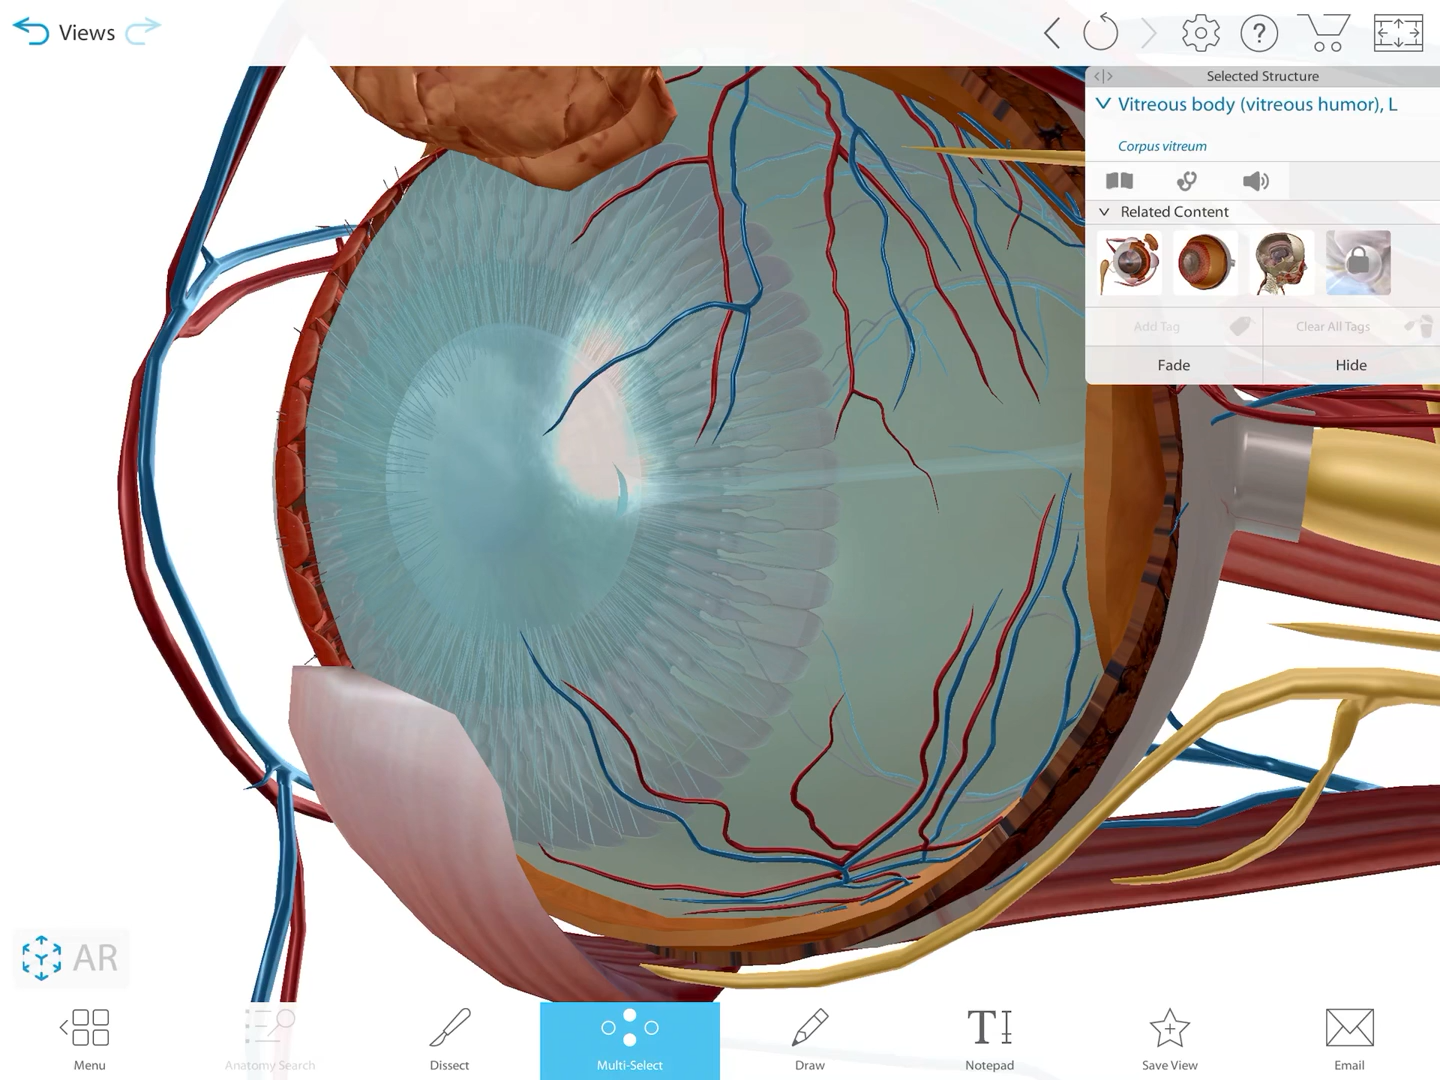 Views
Selected Structure
Vitreous body (vitreous humor), L
Corpus vitreum
Related Content
Add Tag
Clear All Tags
Fade
Hide
AR
Menu
Anatomy Search
Dissect
Multi-Select
Draw
Notepad
Save View
Email